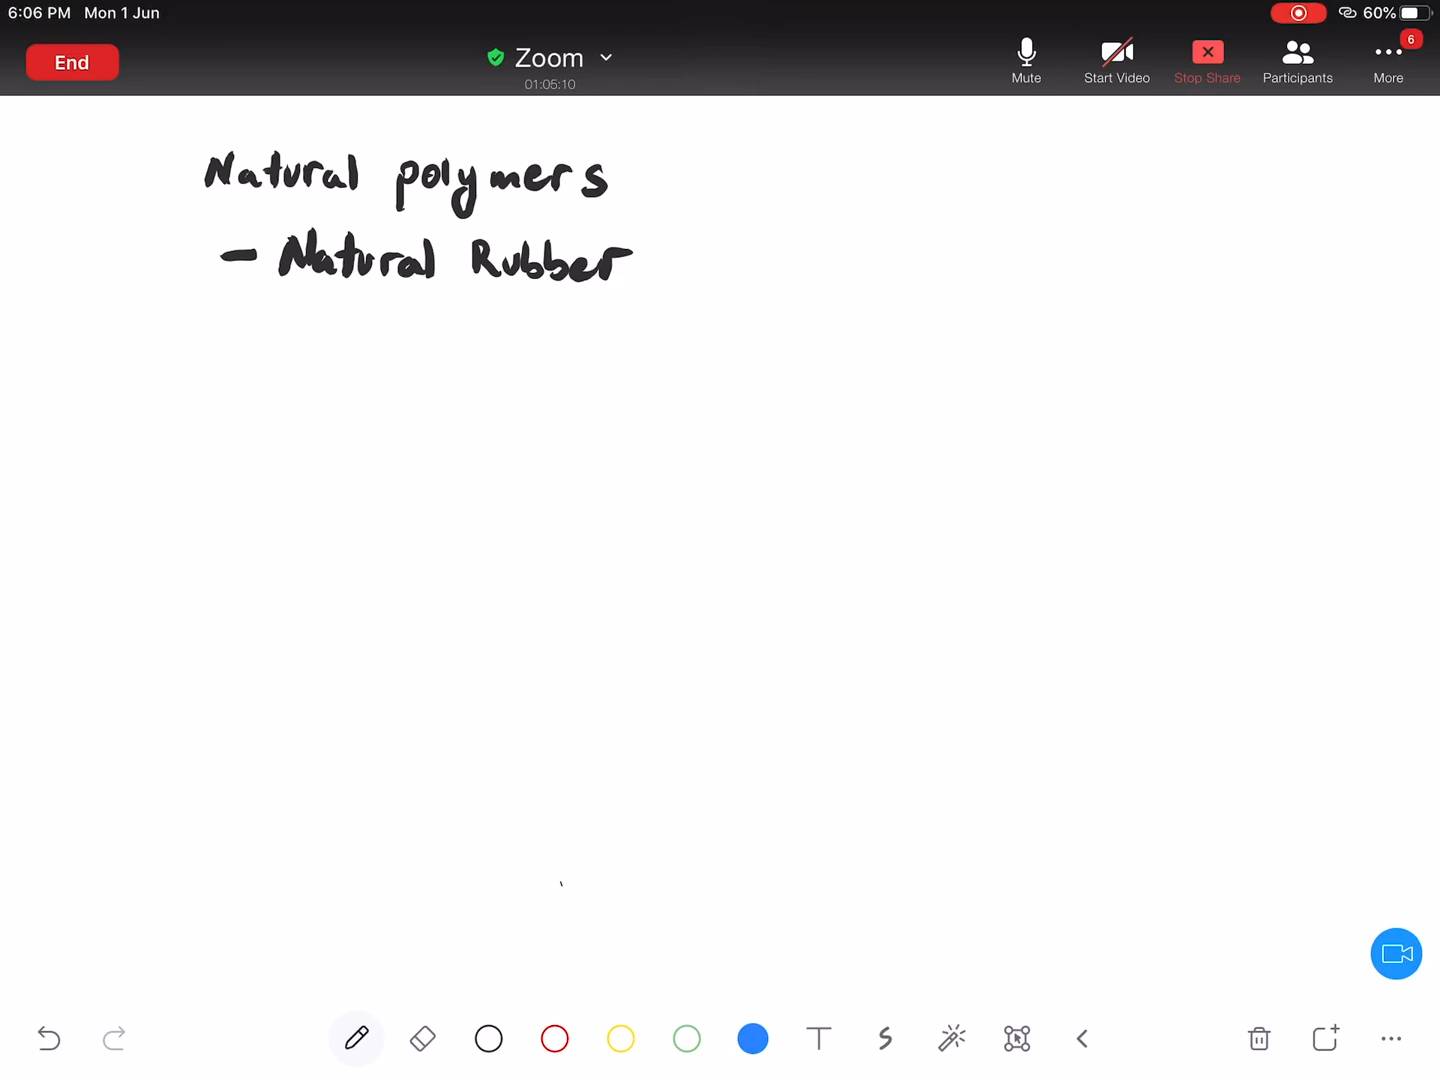 6:06 PM Mon 1 Jun
60%
End
Zoom
01:05:10
Mute
Start Video
Stop Share
Participants
More
6
Natural polymers
- Natural Rubber
T